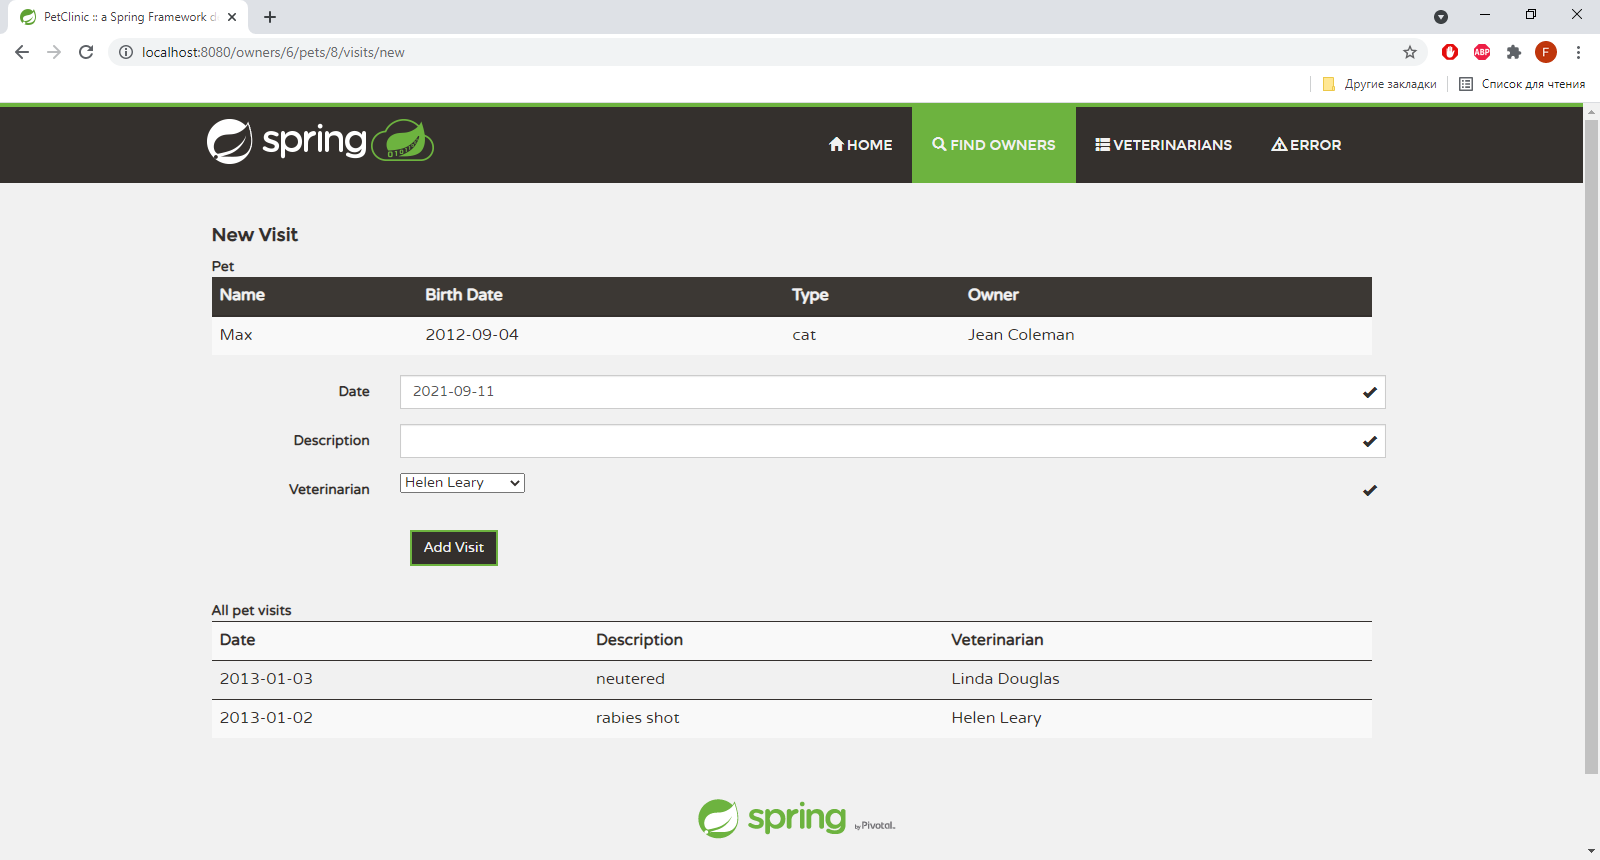 PetClinic :: a Spring Framework d
localhost:8080/owners/6/pets/8/visits/new
ABP
F
Другие закладки
Список для чтения
spring
HOME
FIND OWNERS
VETERINARIANS
ERROR
New Visit
Pet
Name Birth Date Type Owner
Max 2012-09-04 cat Jean Coleman
Date 2021-09-11
Description
Veterinarian Helen Leary
Add Visit
All pet visits
Date Description Veterinarian
2013-01-03 neutered Linda Douglas
2013-01-02 rabies shot Helen Leary
spring by Pivotal.